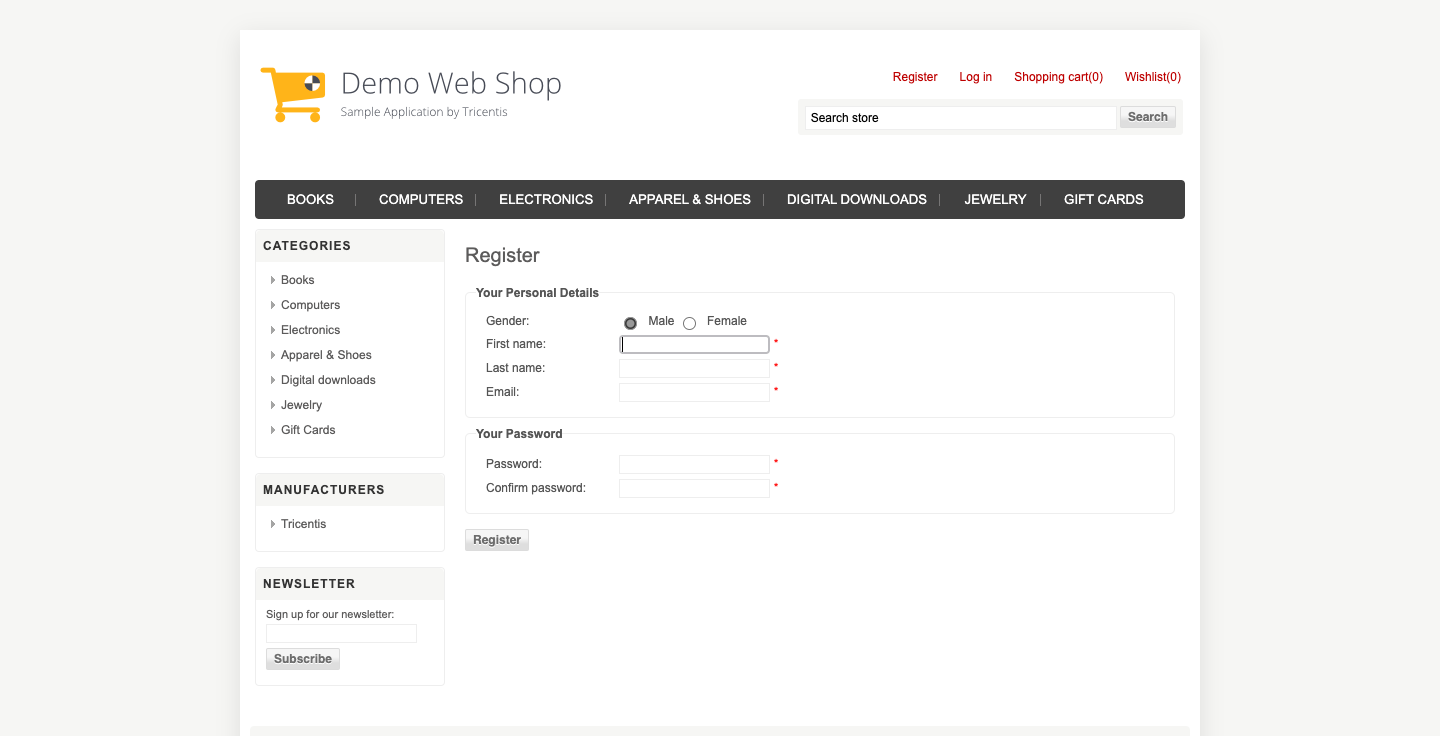 Demo Web Shop
Sample Application by Tricentis
Register Log in Shopping cart(0) Wishlist(0)
Search store Search
BOOKS COMPUTERS ELECTRONICS APPAREL & SHOES DIGITAL DOWNLOADS JEWELRY GIFT CARDS
CATEGORIES
Books
Computers
Electronics
Apparel & Shoes
Digital downloads
Jewelry
Gift Cards
MANUFACTURERS
Tricentis
NEWSLETTER
Sign up for our newsletter:
Subscribe
Register
Your Personal Details
Gender: Male Female
First name: *
Last name: *
Email: *
Your Password
Password: *
Confirm password: *
Register